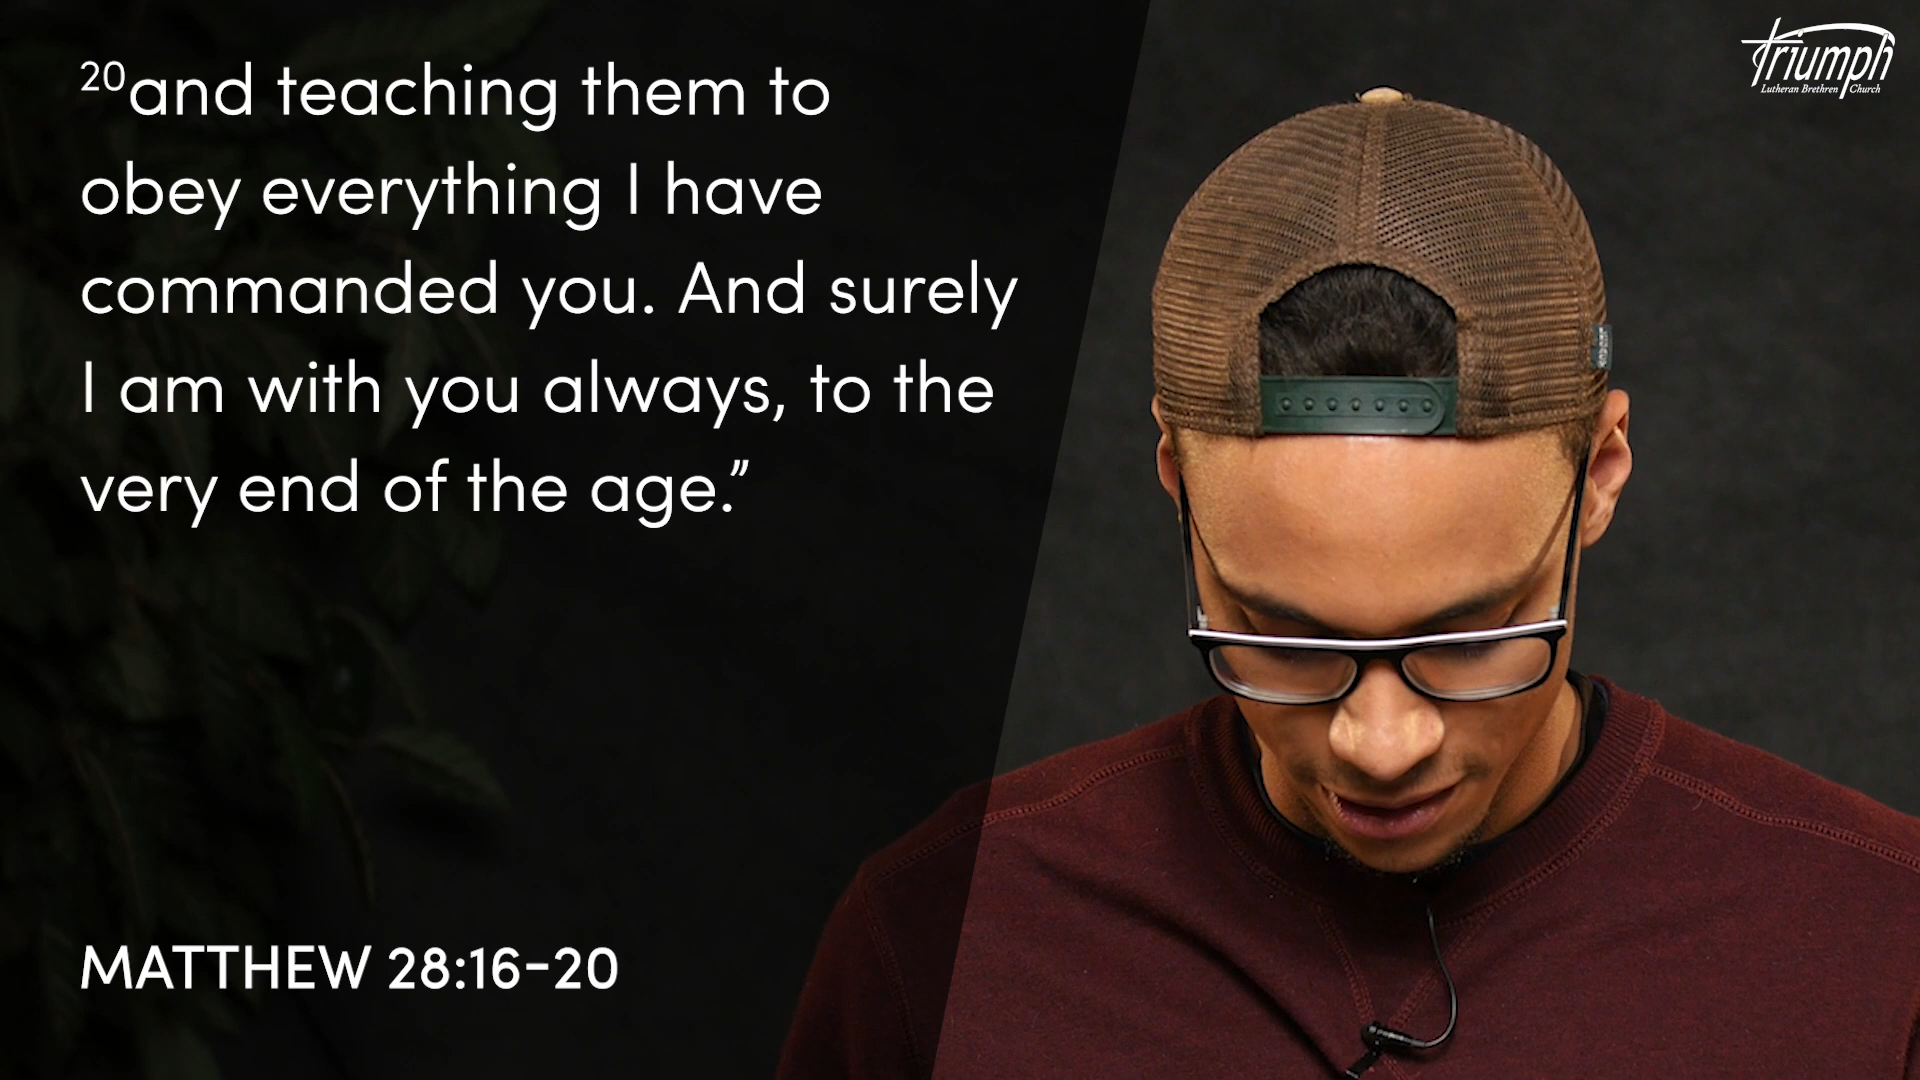 Triumph
Lutheran Brethren Church
20and teaching them to
obey everything I have
commanded you. And surely
I am with you always, to the
very end of the age.”
MATTHEW 28:16-20